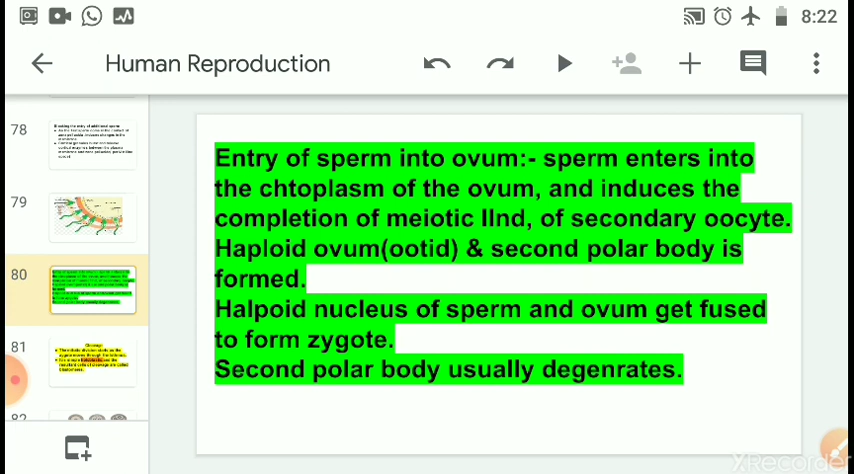 8:22
Human Reproduction
78
79
80
81
82
Entry of sperm into ovum:- sperm enters into
the chtoplasm of the ovum, and induces the
completion of meiotic IInd, of secondary oocyte.
Haploid ovum(ootid) & second polar body is
formed.
Halpoid nucleus of sperm and ovum get fused
to form zygote.
Second polar body usually degenrates.
XRecorder